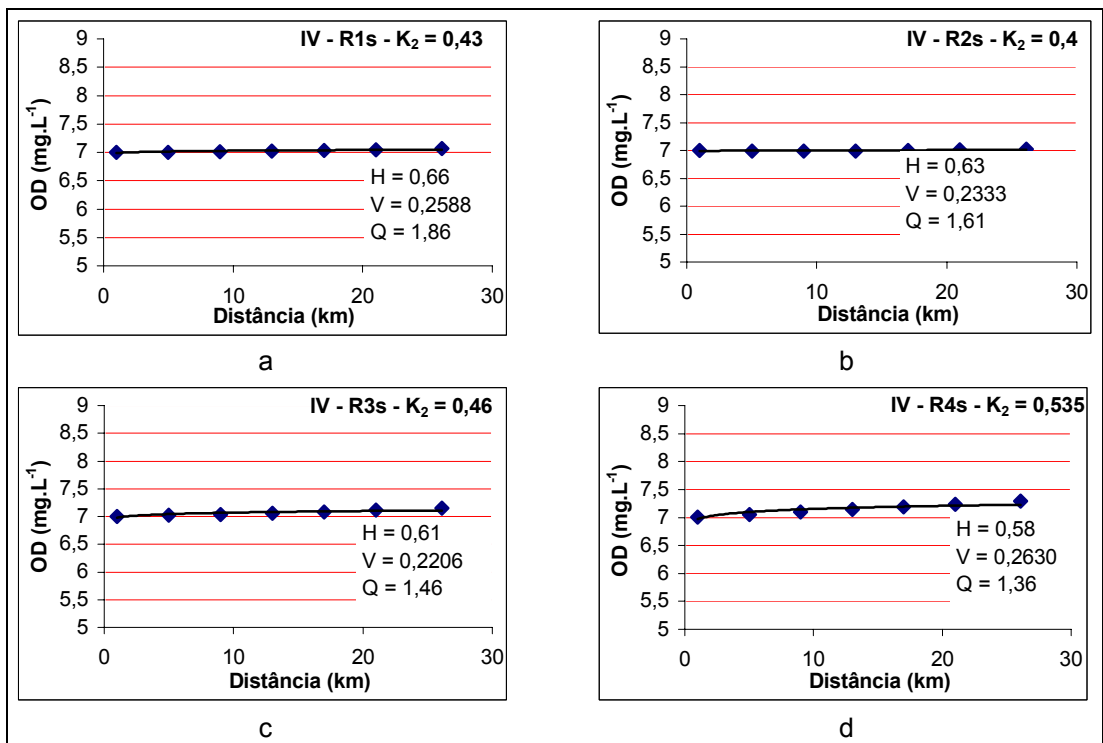 IV - R1s - K₂ = 0,43
9
8,5
8
7,5
7
6,5
6
5,5
5
OD (mg.L⁻¹)
H = 0,66
V = 0,2588
Q = 1,86
0 10 20 30
Distância (km)
a
IV - R2s - K₂ = 0,4
9
8,5
8
7,5
7
6,5
6
5,5
5
OD (mg.L⁻¹)
H = 0,63
V = 0,2333
Q = 1,61
0 10 20 30
Distância (km)
b
IV - R3s - K₂ = 0,46
9
8,5
8
7,5
7
6,5
6
5,5
5
OD (mg.L⁻¹)
H = 0,61
V = 0,2206
Q = 1,46
0 10 20 30
Distância (km)
c
IV - R4s - K₂ = 0,535
9
8,5
8
7,5
7
6,5
6
5,5
5
OD (mg.L⁻¹)
H = 0,58
V = 0,2630
Q = 1,36
0 10 20 30
Distância (km)
d